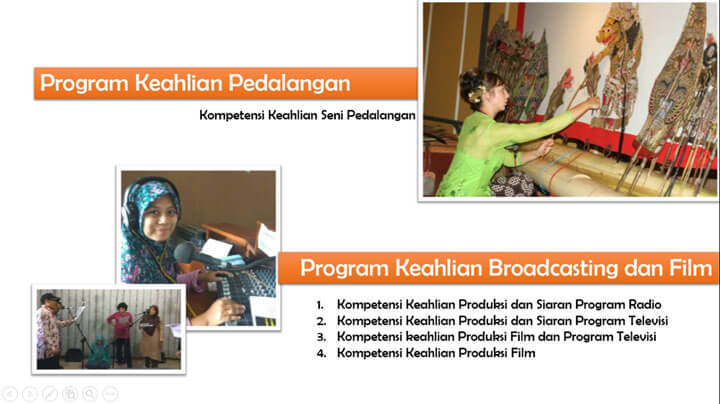 Program Keahlian Pedalangan
Kompetensi Keahlian Seni Pedalangan
Program Keahlian Broadcasting dan Film
1. Kompetensi Keahlian Produksi dan Siaran Program Radio
2. Kompetensi Keahlian Produksi dan Siaran Program Televisi
3. Kompetensi keahlian Produksi Film dan Program Televisi
4. Kompetensi Keahlian Produksi Film